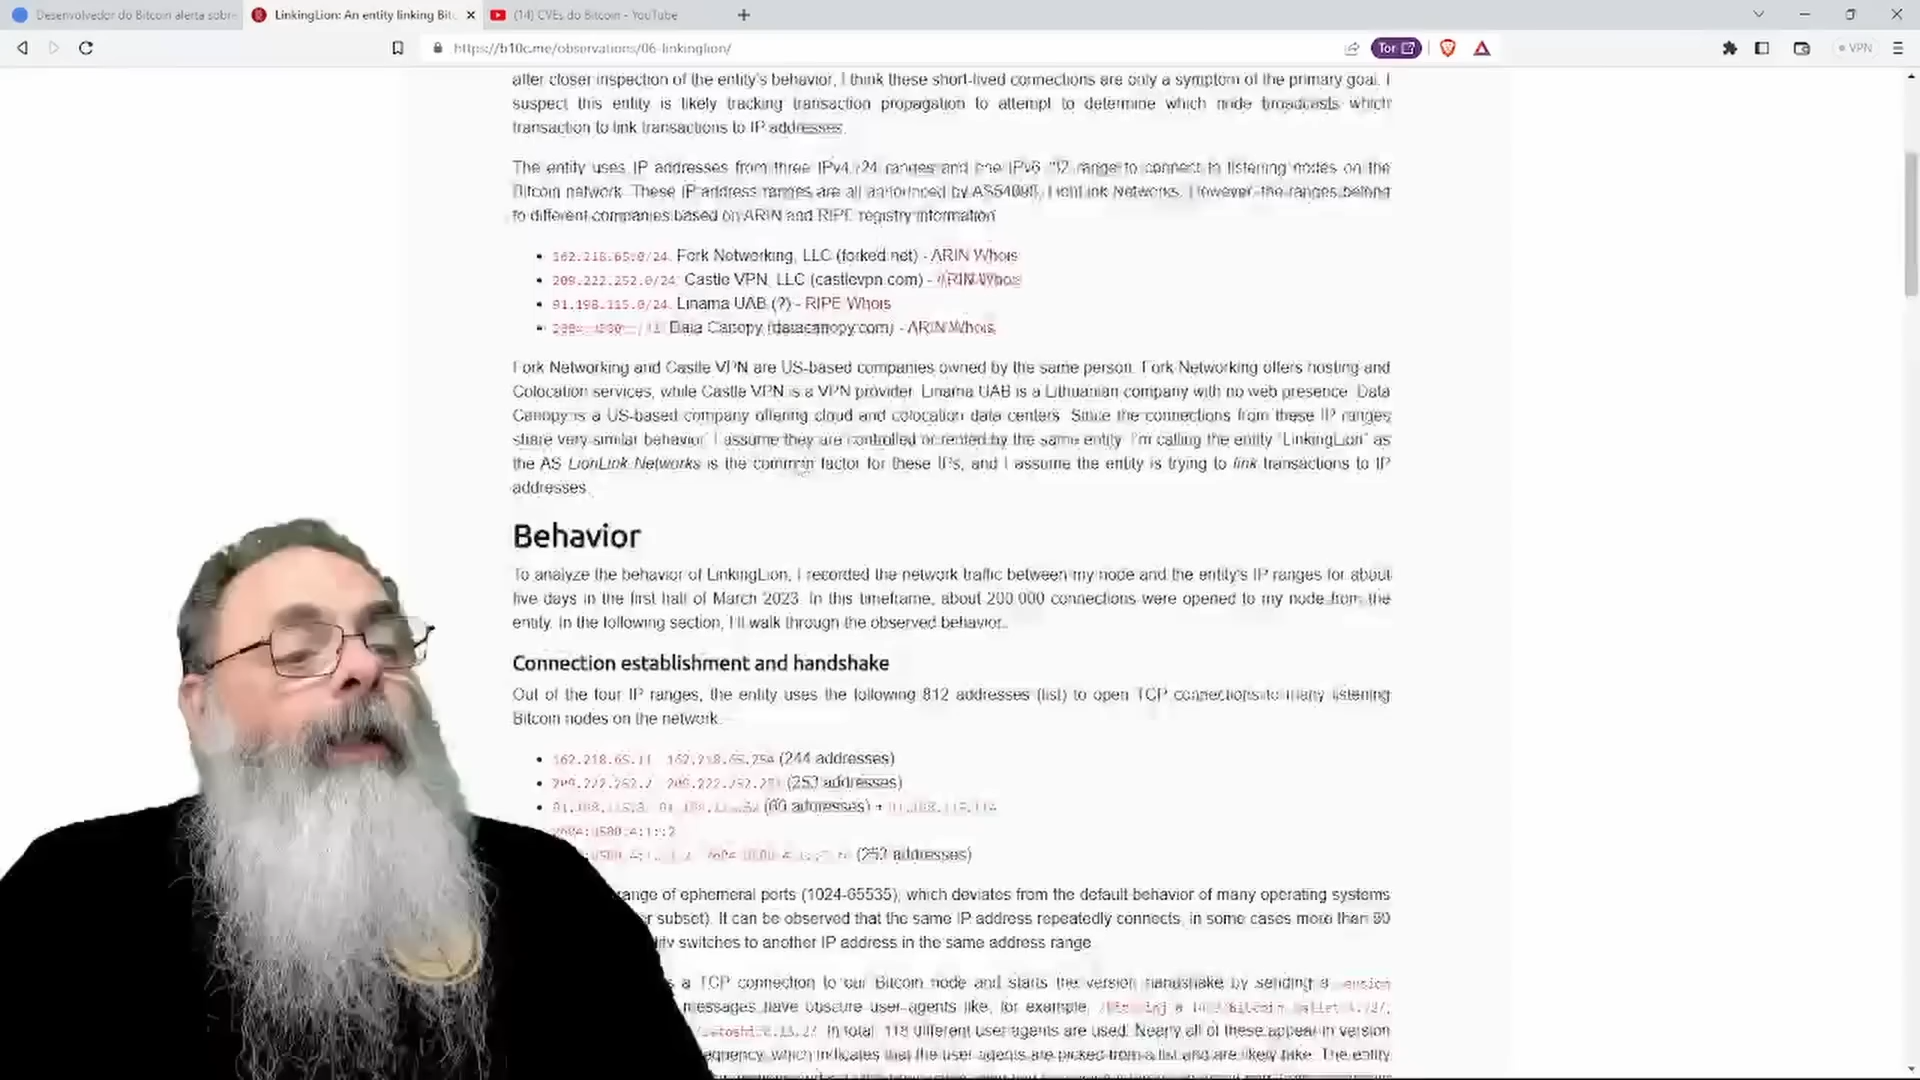 Desenvolvedor do Bitcoin alerta sobre
LinkingLion: An entity linking Bit
(14) CVEs do Bitcoin - YouTube
https://b10c.me/observations/06-linkinglion/
Tor
VPN
after closer inspection of the entity's behavior, I think these short-lived connections are only a symptom of the primary goal. I
suspect this entity is likely tracking transaction propagation to attempt to determine which node broadcasts which
transaction to link transactions to IP addresses.
The entity uses IP addresses from three IPv4 /24 ranges and one IPv6 range to connect to listening nodes on the
Bitcoin network. These IP address ranges are all announced by LionLink Networks. However, the ranges belong
to different companies based on ARIN and RIPE registry information
162.218.65.0/24 Fork Networking, LLC (forked.net) - ARIN Whois
209.222.252.0/24 Castle VPN, LLC (castlevpn.com) - ARIN Whois
91.198.115.0/24 Linama UAB (?) - RIPE Whois
Data Canopy (datacanopy.com) - ARIN Whois
Fork Networking and Castle VPN are US-based companies owned by the same person. Fork Networking offers hosting and
Colocation services, while Castle VPN is a VPN provider. Linama UAB is a Lithuanian company with no web presence. Data
Canopy is a US-based company offering cloud and colocation data centers. Since the connections from these IP ranges
share very similar behavior, I assume they are controlled or rented by the same entity. I'm calling the entity "LinkingLion" as
the AS LionLink Networks is the common factor for these IPs, and I assume the entity is trying to link transactions to IP
addresses.
Behavior
To analyze the behavior of LinkingLion, I recorded the network traffic between my node and the entity's IP ranges for about
five days in the first half of March 2023. In this timeframe, about 200 000 connections were opened to my node from the
entity. In the following section, I'll walk through the observed behavior.
Connection establishment and handshake
Out of the four IP ranges, the entity uses the following 812 addresses (list) to open TCP connections to many listening
Bitcoin nodes on the network.
162.218.65.11 162.218.65.254 (244 addresses)
(253 addresses)
addresses) +
(252 addresses)
range of ephemeral ports (1024-65535), which deviates from the default behavior of many operating systems
subset). It can be observed that the same IP address repeatedly connects, in some cases more than
switches to another IP address in the same address range
a TCP connection to our Bitcoin node and starts the version handshake by sending a version
messages have obscure user agents like, for example,
In total, 118 different user agents are used. Nearly all of these appear in version
which indicates that the user agents are picked from a list and are likely fake. The entity